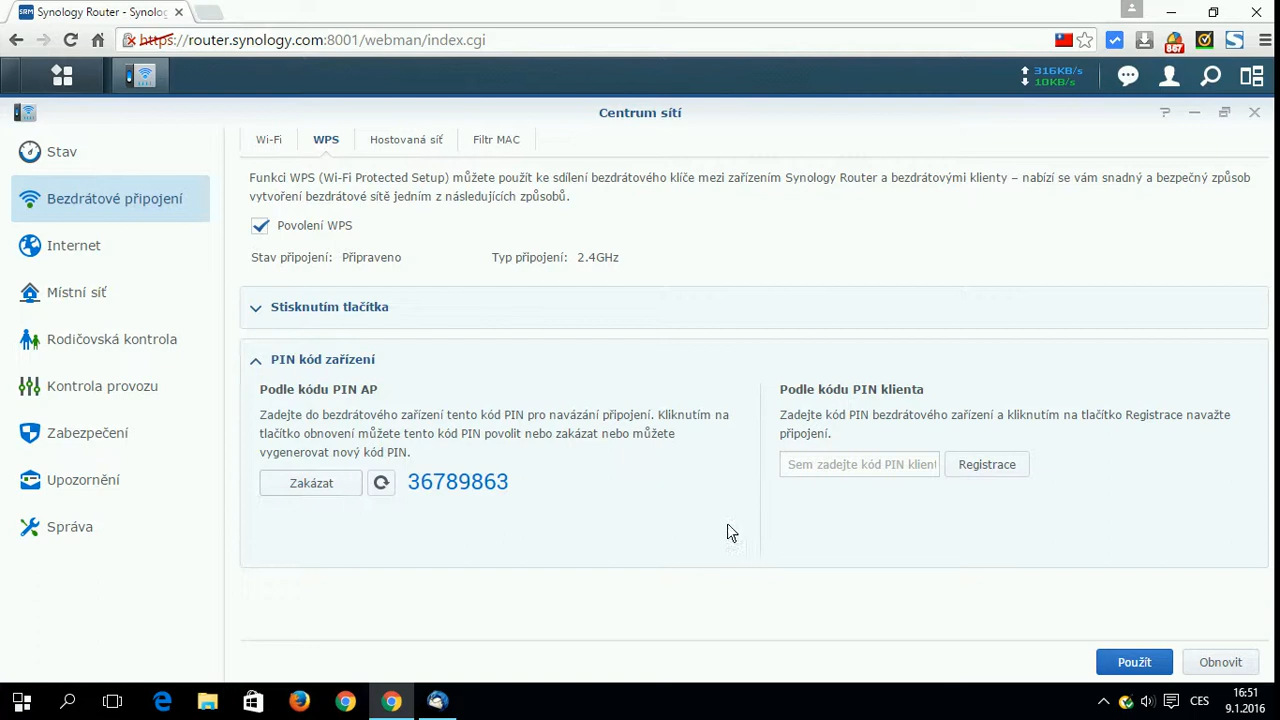 Synology Router - Synolog
https://router.synology.com:8001/webman/index.cgi
867
316KB/s
10KB/s
Centrum sítí
Stav
Bezdrátové připojení
Internet
Místní síť
Rodičovská kontrola
Kontrola provozu
Zabezpečení
Upozornění
Správa
Wi-Fi
WPS
Hostovaná síť
Filtr MAC
Funkci WPS (Wi-Fi Protected Setup) můžete použít ke sdílení bezdrátového klíče mezi zařízením Synology Router a bezdrátovými klienty – nabízí se vám snadný a bezpečný způsob
vytvoření bezdrátové sítě jedním z následujících způsobů.
Povolení WPS
Stav připojení: Připraveno
Typ připojení: 2.4GHz
Stisknutím tlačítka
PIN kód zařízení
Podle kódu PIN AP
Zadejte do bezdrátového zařízení tento kód PIN pro navázání připojení. Kliknutím na
tlačítko obnovení můžete tento kód PIN povolit nebo zakázat nebo můžete
vygenerovat nový kód PIN.
Zakázat
36789863
Podle kódu PIN klienta
Zadejte kód PIN bezdrátového zařízení a kliknutím na tlačítko Registrace navažte
připojení.
Sem zadejte kód PIN klient
Registrace
Použít
Obnovit
CES
16:51
9.1.2016